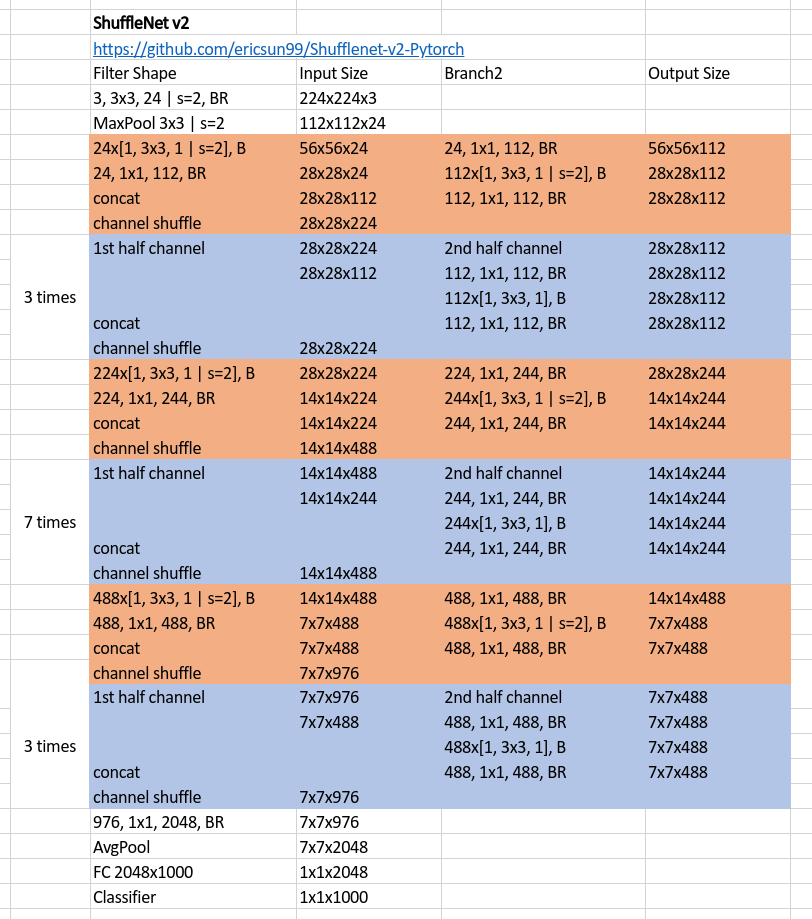 ShuffleNet v2
https://github.com/ericsun99/Shufflenet-v2-Pytorch
Filter Shape Input Size Branch2 Output Size
3, 3x3, 24 | s=2, BR 224x224x3
MaxPool 3x3 | s=2 112x112x24
24x[1, 3x3, 1 | s=2], B 56x56x24 24, 1x1, 112, BR 56x56x112
24, 1x1, 112, BR 28x28x24 112x[1, 3x3, 1 | s=2], B 28x28x112
concat 28x28x112 112, 1x1, 112, BR 28x28x112
channel shuffle 28x28x224
1st half channel 28x28x224 2nd half channel 28x28x112
28x28x112 112, 1x1, 112, BR 28x28x112
3 times 112x[1, 3x3, 1], B 28x28x112
concat 112, 1x1, 112, BR 28x28x112
channel shuffle 28x28x224
224x[1, 3x3, 1 | s=2], B 28x28x224 224, 1x1, 244, BR 28x28x244
224, 1x1, 244, BR 14x14x224 244x[1, 3x3, 1 | s=2], B 14x14x244
concat 14x14x224 244, 1x1, 244, BR 14x14x244
channel shuffle 14x14x488
1st half channel 14x14x488 2nd half channel 14x14x244
14x14x244 244, 1x1, 244, BR 14x14x244
7 times 244x[1, 3x3, 1], B 14x14x244
concat 244, 1x1, 244, BR 14x14x244
channel shuffle 14x14x488
488x[1, 3x3, 1 | s=2], B 14x14x488 488, 1x1, 488, BR 14x14x488
488, 1x1, 488, BR 7x7x488 488x[1, 3x3, 1 | s=2], B 7x7x488
concat 7x7x488 488, 1x1, 488, BR 7x7x488
channel shuffle 7x7x976
1st half channel 7x7x976 2nd half channel 7x7x488
7x7x488 488, 1x1, 488, BR 7x7x488
3 times 488x[1, 3x3, 1], B 7x7x488
concat 488, 1x1, 488, BR 7x7x488
channel shuffle 7x7x976
976, 1x1, 2048, BR 7x7x976
AvgPool 7x7x2048
FC 2048x1000 1x1x2048
Classifier 1x1x1000